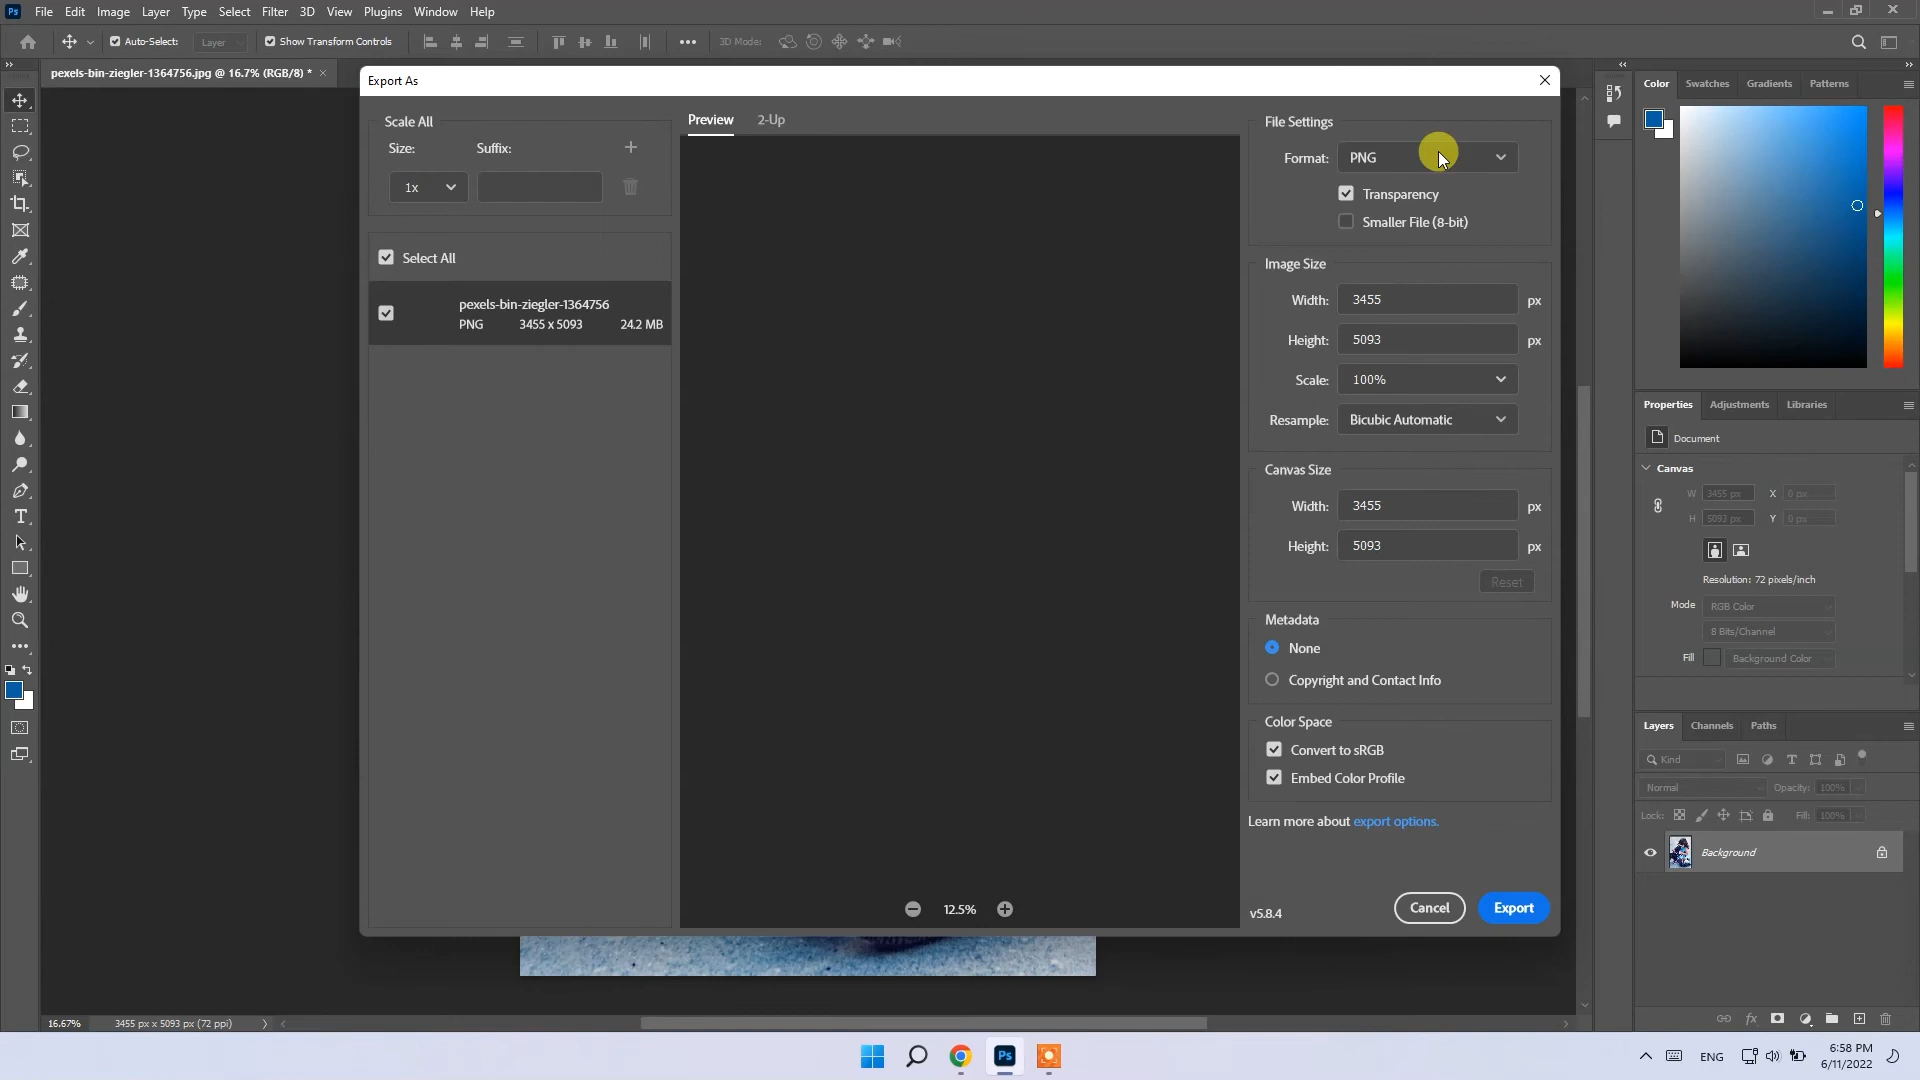 Ps File Edit Image Layer Type Select Filter 3D View Plugins Window Help
Auto-Select: Layer Show Transform Controls 3D Mode:
pexels-bin-ziegler-1364756.jpg @ 16.7% (RGB/8) *
Export As
Scale All
Size: Suffix:
1x
Select All
pexels-bin-ziegler-1364756
PNG 3455 x 5093 24.2 MB
Preview 2-Up
12.5%
File Settings
Format: PNG
Transparency
Smaller File (8-bit)
Image Size
Width: 3455 px
Height: 5093 px
Scale: 100%
Resample: Bicubic Automatic
Canvas Size
Width: 3455 px
Height: 5093 px
Reset
Metadata
None
Copyright and Contact Info
Color Space
Convert to sRGB
Embed Color Profile
Learn more about export options.
v5.8.4 Cancel Export
Color Swatches Gradients Patterns
Properties Adjustments Libraries
Document
Canvas
W 3455 px X 0 px
H 5093 px Y 0 px
Resolution: 72 pixels/inch
Mode RGB Color
8 Bits/Channel
Fill Background Color
Layers Channels Paths
Kind
Normal Opacity: 100%
Lock: Fill: 100%
Background
16.67% 3455 px x 5093 px (72 ppi)
Ps
ENG
6:58 PM
6/11/2022